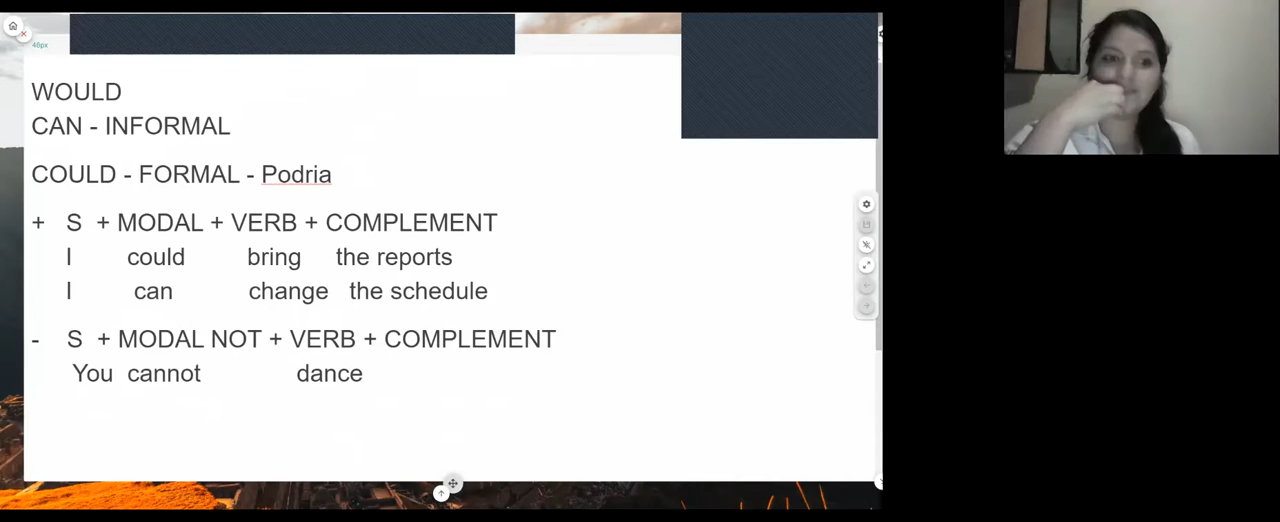 48px
WOULD
CAN - INFORMAL
COULD - FORMAL - Podria
+ S + MODAL + VERB + COMPLEMENT
I could bring the reports
I can change the schedule
- S + MODAL NOT + VERB + COMPLEMENT
You cannot dance